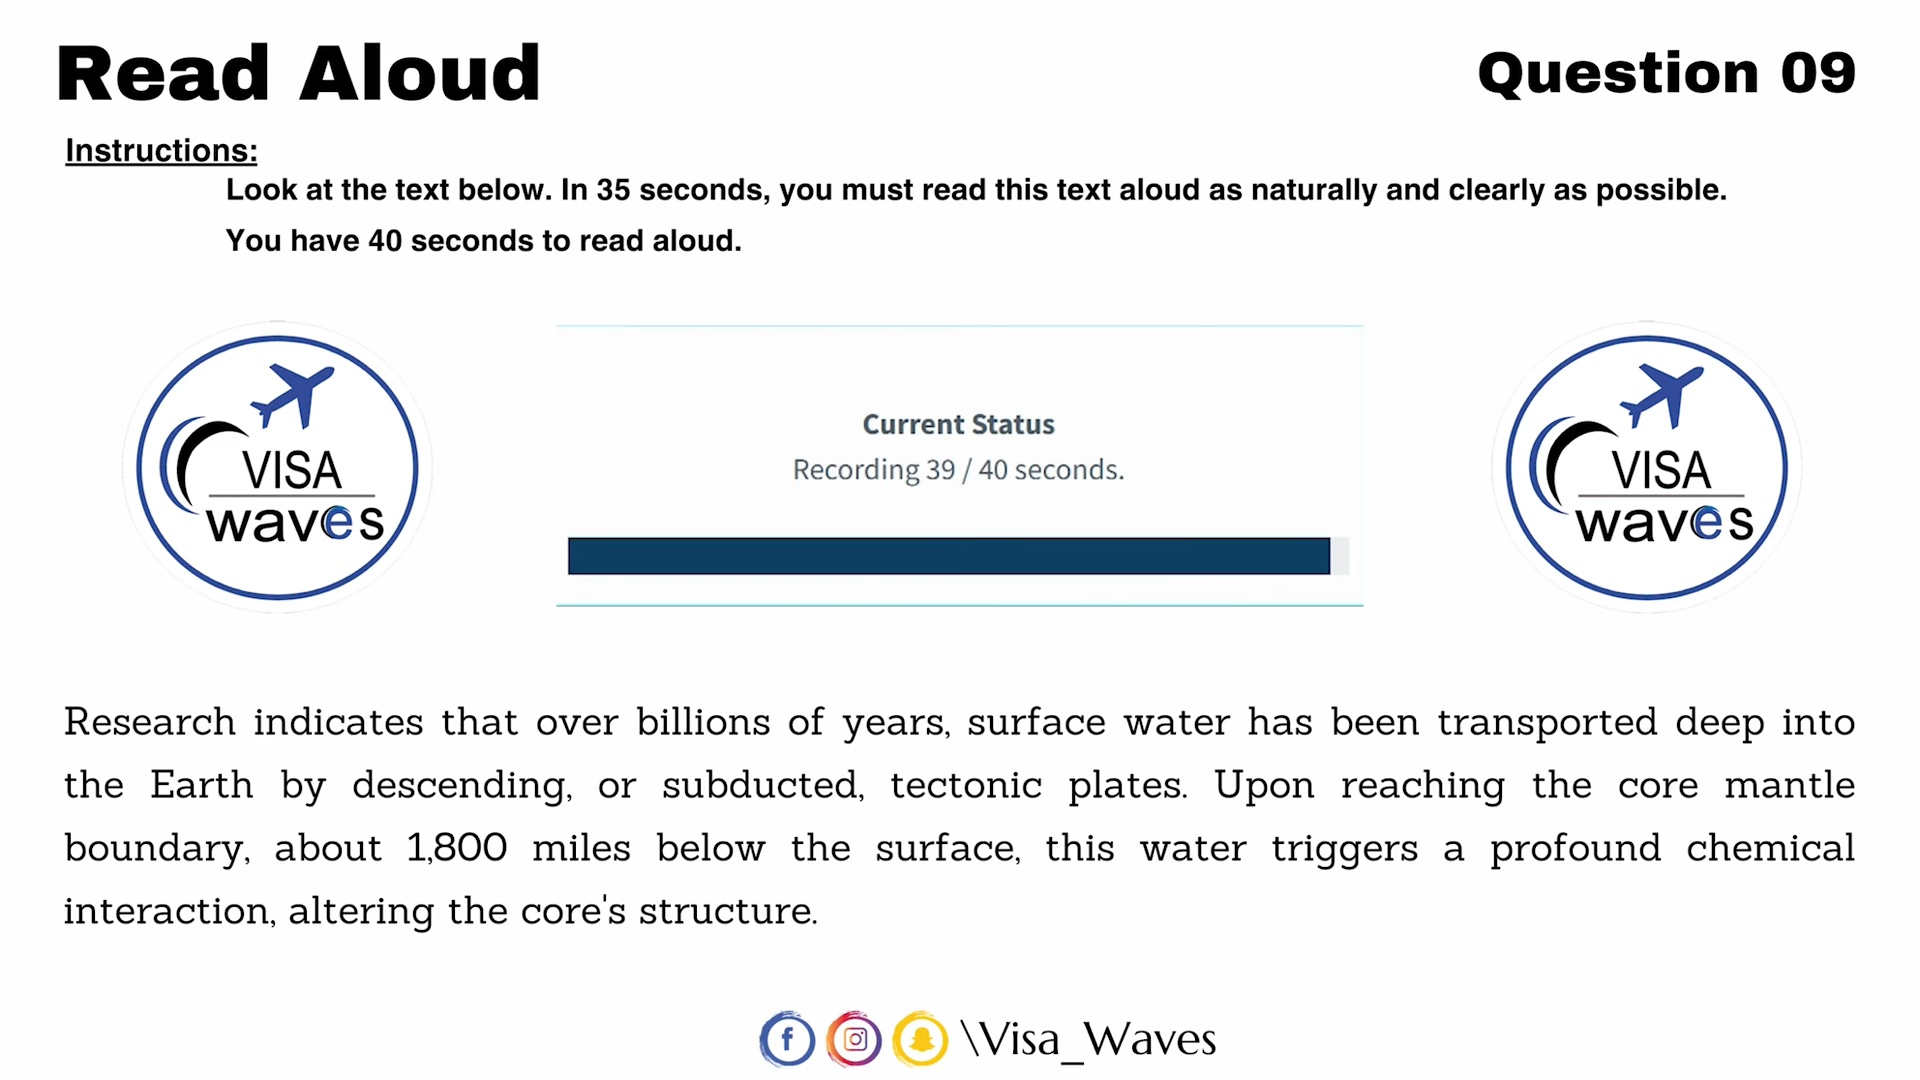 Read Aloud
Question 09
Instructions:
Look at the text below. In 35 seconds, you must read this text aloud as naturally and clearly as possible.
You have 40 seconds to read aloud.
VISA
waves
Current Status
Recording 39 / 40 seconds.
VISA
waves
Research indicates that over billions of years, surface water has been transported deep into
the Earth by descending, or subducted, tectonic plates. Upon reaching the core mantle
boundary, about 1,800 miles below the surface, this water triggers a profound chemical
interaction, altering the core's structure.
\Visa_Waves